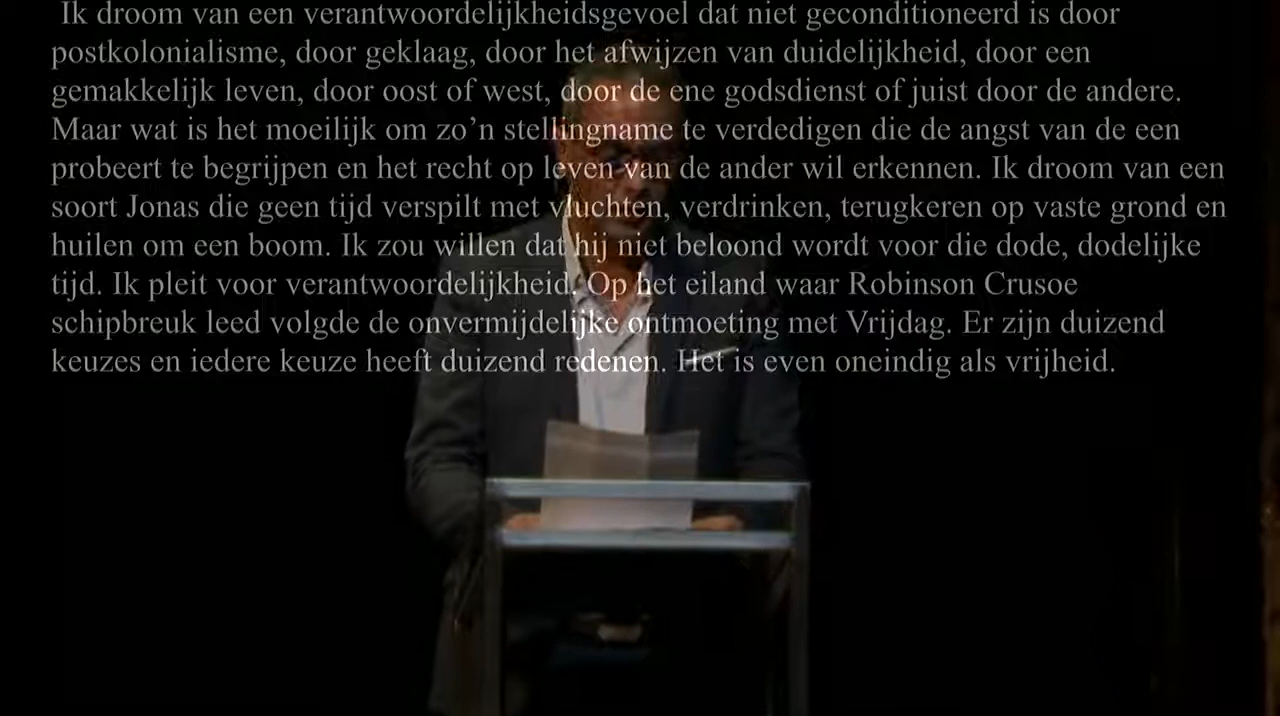 Ik droom van een verantwoordelijkheidsgevoel dat niet geconditioneerd is door
postkolonialisme, door geklaag, door het afwijzen van duidelijkheid, door een
gemakkelijk leven, door oost of west, door de ene godsdienst of juist door de andere.
Maar wat is het moeilijk om zo’n stellingname te verdedigen die de angst van de een
probeert te begrijpen en het recht op leven van de ander wil erkennen. Ik droom van een
soort Jonas die geen tijd verspilt met vluchten, verdrinken, terugkeren op vaste grond en
huilen om een boom. Ik zou willen dat hij niet beloond wordt voor die dode, dodelijke
tijd. Ik pleit voor verantwoordelijkheid. Op het eiland waar Robinson Crusoe
schipbreuk leed volgde de onvermijdelijke ontmoeting met Vrijdag. Er zijn duizend
keuzes en iedere keuze heeft duizend redenen. Het is even oneindig als vrijheid.